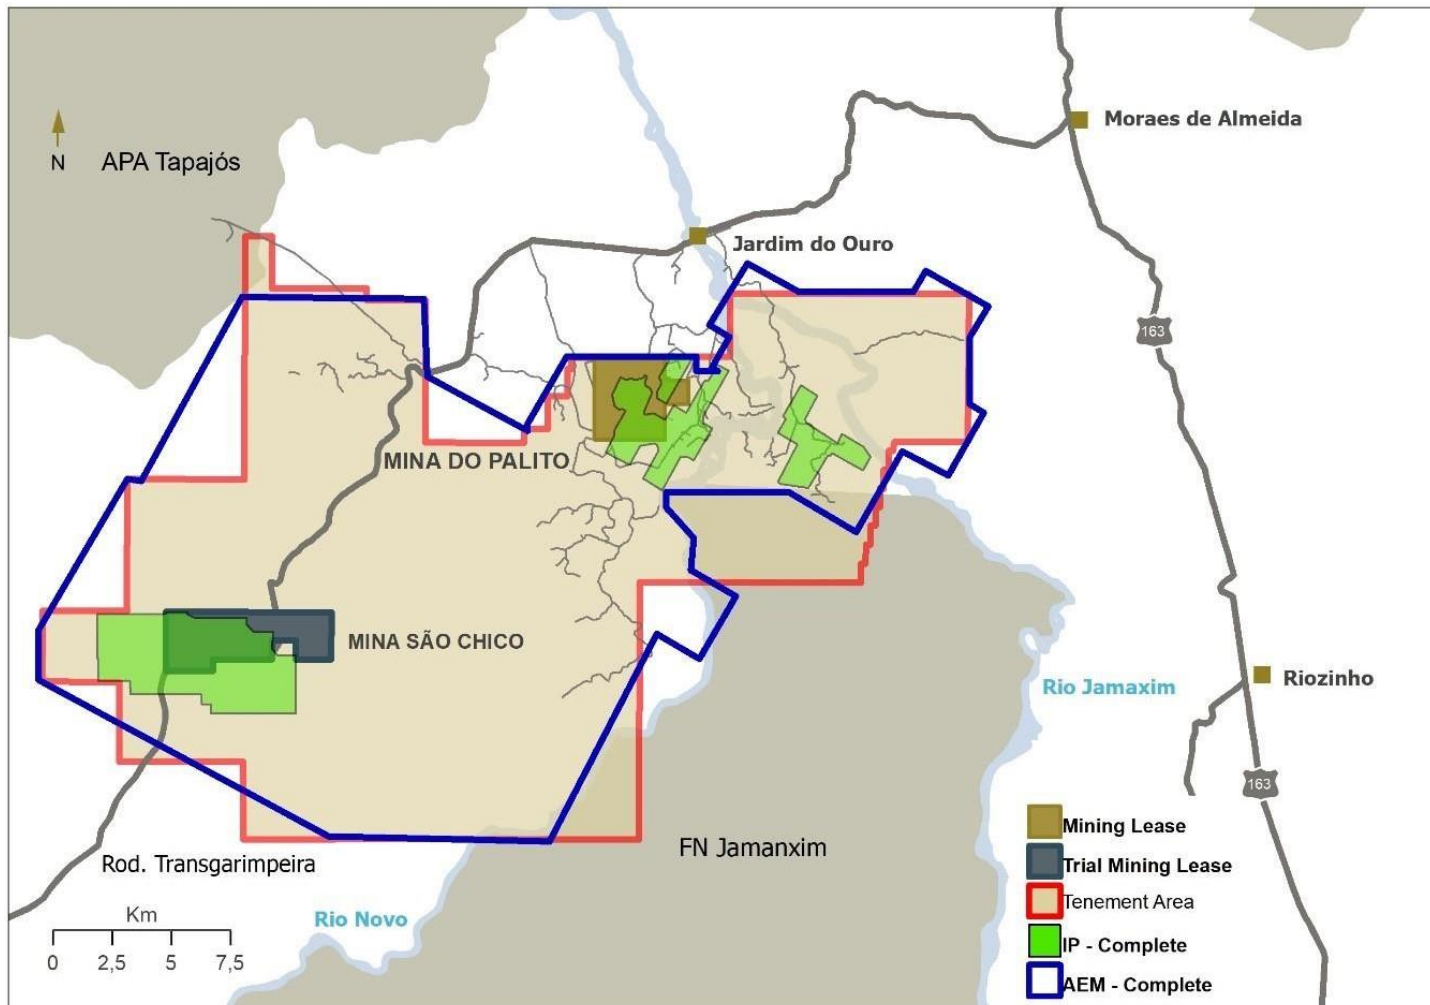 Moraes de Almeida
N
APA Tapajós
Jardim do Ouro
163
MINA DO PALITO
MINA SÃO CHICO
Rio Jamaxim
Riozinho
163
Mining Lease
FN Jamanxim
Rod. Transgarimpeira
Trial Mining Lease
Tenement Area
Km
Rio Novo
IP - Complete
0 2,5 5 7,5
AEM - Complete